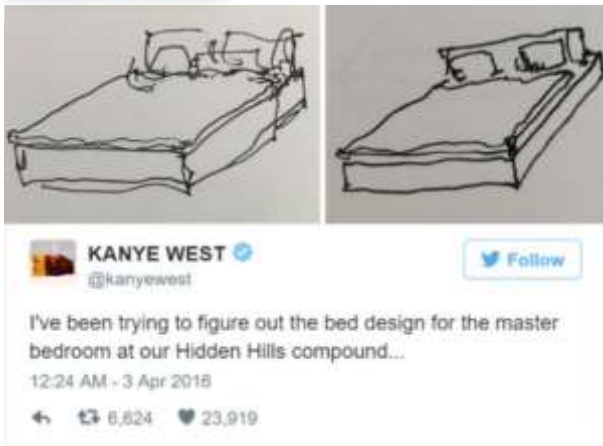 KANYE WEST
@kanyewest
Follow
I've been trying to figure out the bed design for the master
bedroom at our Hidden Hills compound...
12:24 AM - 3 Apr 2016
6,624 23,919